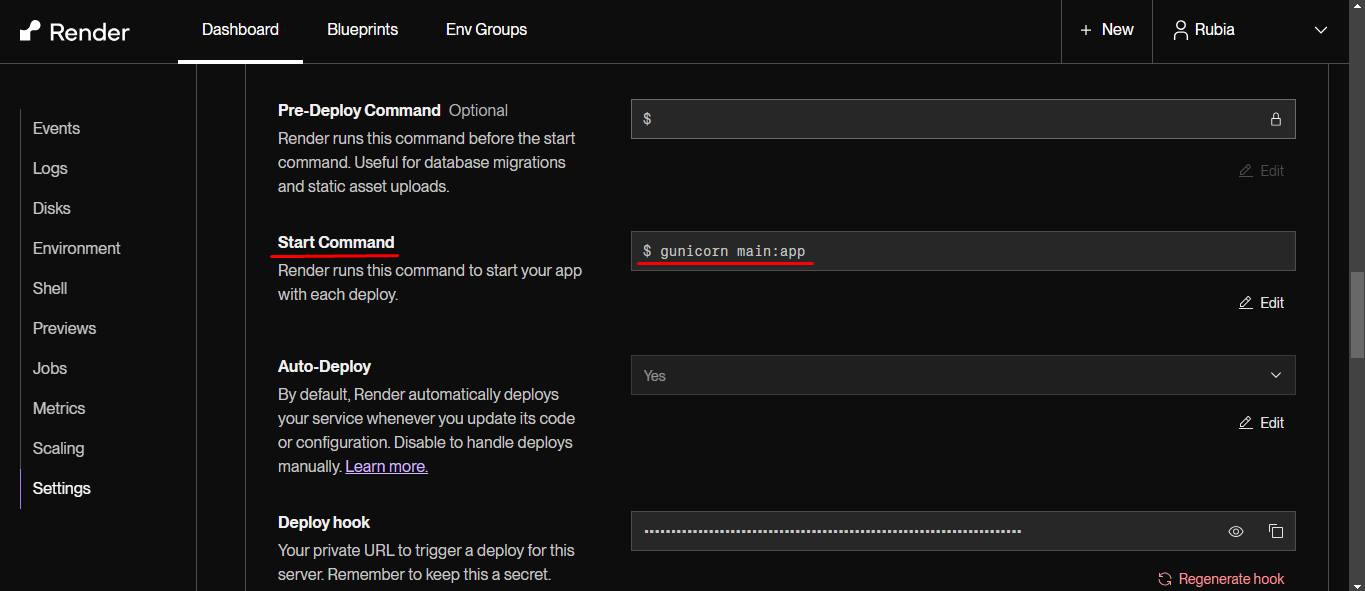 Render
Dashboard
Blueprints
Env Groups
+ New
Rubia
Events
Logs
Disks
Environment
Shell
Previews
Jobs
Metrics
Scaling
Settings
Pre-Deploy Command Optional
Render runs this command before the start
command. Useful for database migrations
and static asset uploads.
$
Edit
Start Command
Render runs this command to start your app
with each deploy.
$ gunicorn main:app
Edit
Auto-Deploy
By default, Render automatically deploys
your service whenever you update its code
or configuration. Disable to handle deploys
manually. Learn more.
Yes
Edit
Deploy hook
Your private URL to trigger a deploy for this
server. Remember to keep this a secret.
Regenerate hook